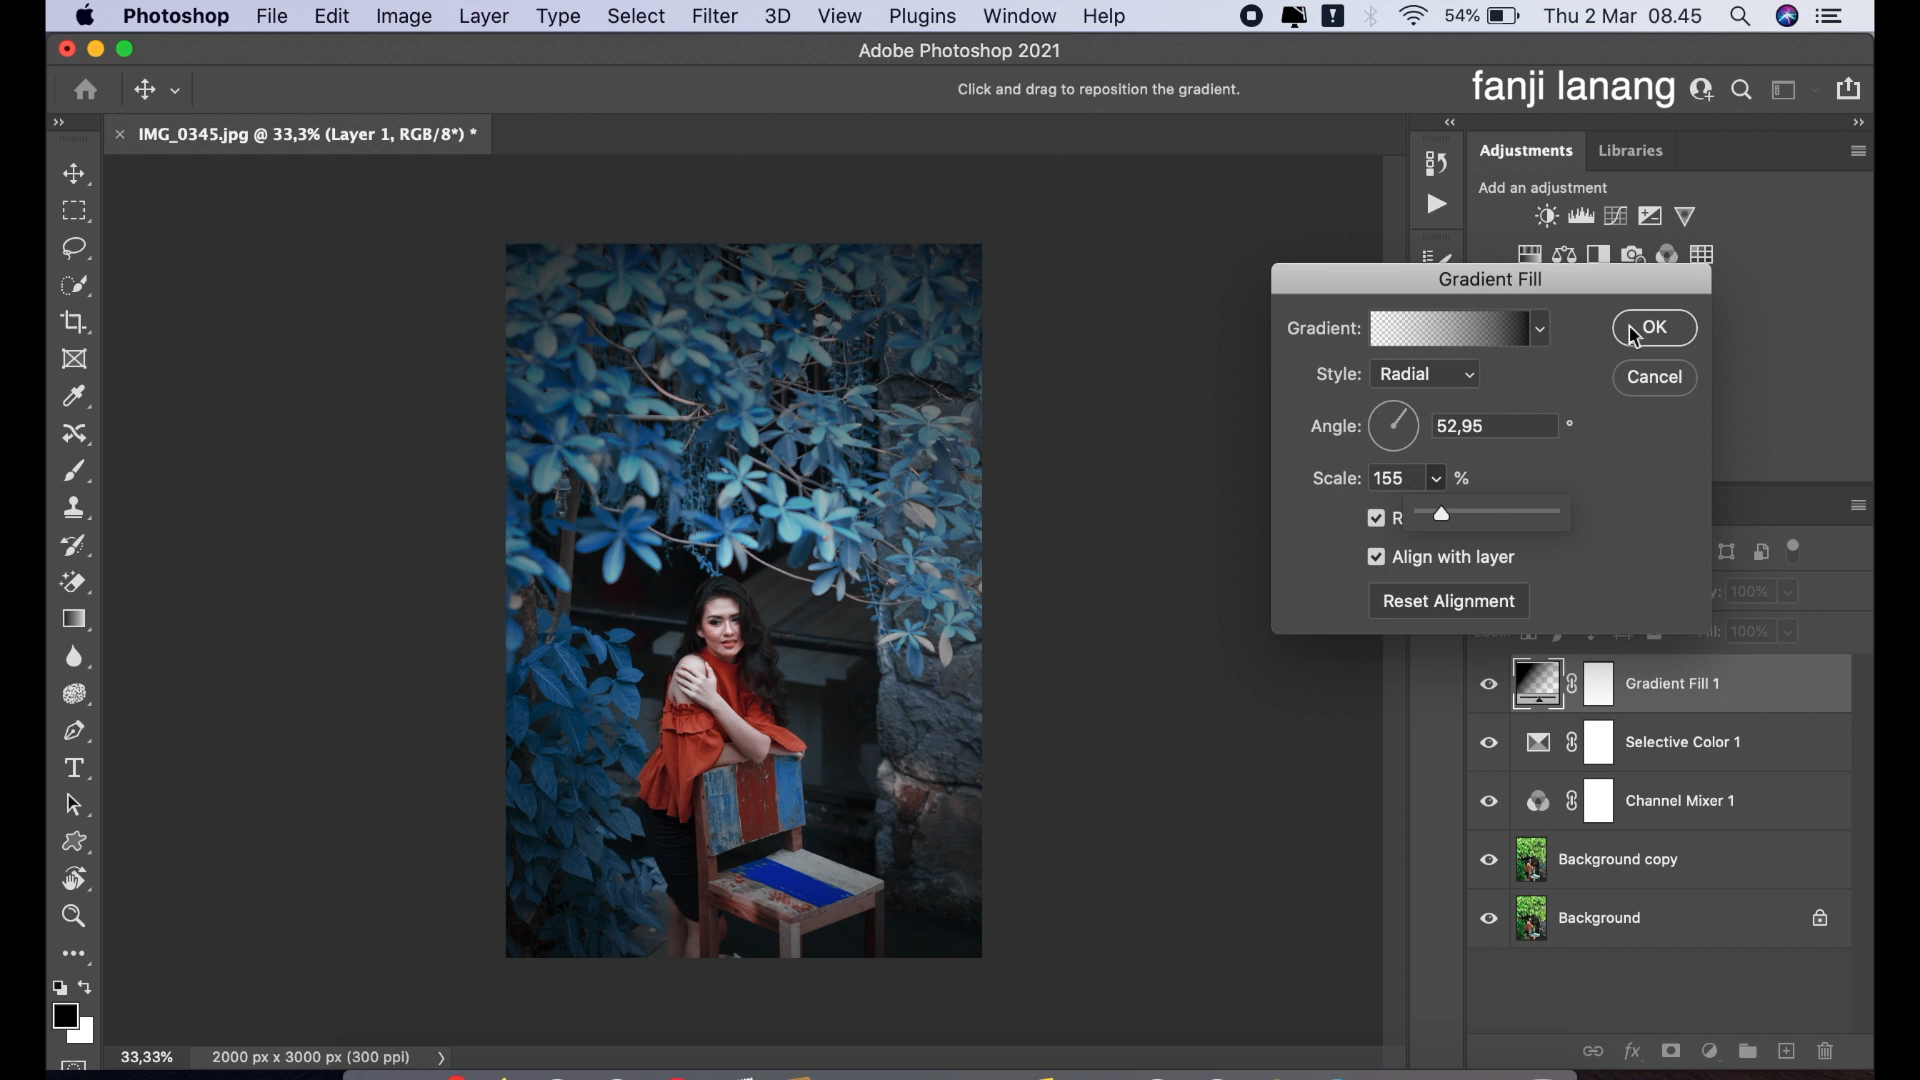 Photoshop File Edit Image Layer Type Select Filter 3D View Plugins Window Help 54% Thu 2 Mar 08.45
Adobe Photoshop 2021
Click and drag to reposition the gradient.
fanji lanang
IMG_0345.jpg @ 33,3% (Layer 1, RGB/8*) *
Adjustments Libraries
Add an adjustment
Gradient Fill
Gradient:
OK
Style: Radial
Cancel
Angle: 52,95 °
Scale: 155 %
R
Align with layer
Reset Alignment
y: 100%
100%
Gradient Fill 1
Selective Color 1
Channel Mixer 1
Background copy
Background
33,33% 2000 px x 3000 px (300 ppi)
fx